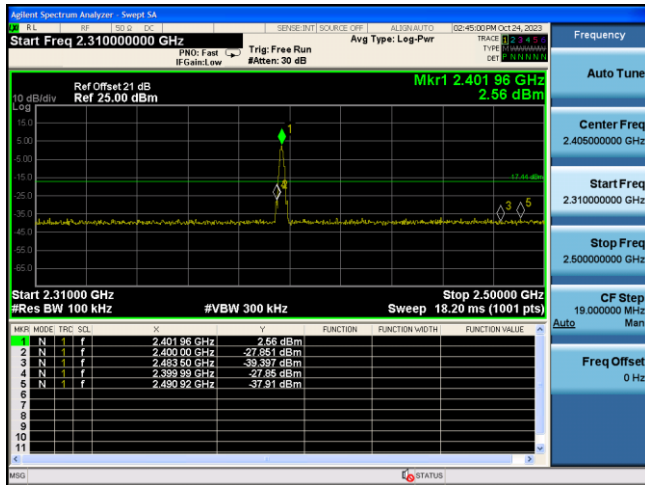 Agilent Spectrum Analyzer - Swept SA
RL RF 50 Ω DC SENSE:INT SOURCE OFF ALIGNAUTO 02:45:00 PM Oct 24, 2023
Start Freq 2.310000000 GHz
PNO: Fast
IFGain:Low
Trig: Free Run
#Atten: 30 dB
Avg Type: Log-Pwr
TRACE 1 2 3 4 5 6
TYPE
DET P N N N N N
Ref Offset 21 dB
10 dB/div Ref 25.00 dBm
Log
Mkr1 2.401 96 GHz
2.56 dBm
15.0
5.00
-5.00
-15.0
-25.0
-35.0
-45.0
-55.0
-65.0
1
-17.44 dBm
3
5
Start 2.31000 GHz Stop 2.50000 GHz
#Res BW 100 kHz #VBW 300 kHz Sweep 18.20 ms (1001 pts)
MKR MODE TRC SCL X Y FUNCTION FUNCTION WIDTH FUNCTION VALUE
1 N 1 f 2.401 96 GHz 2.56 dBm
2 N 1 f 2.400 00 GHz -27.851 dBm
3 N 1 f 2.483 50 GHz -39.397 dBm
4 N 1 f 2.399 99 GHz -27.85 dBm
5 N 1 f 2.490 92 GHz -37.91 dBm
6
7
8
9
10
11
MSG STATUS
Frequency
Auto Tune
Center Freq
2.405000000 GHz
Start Freq
2.310000000 GHz
Stop Freq
2.500000000 GHz
CF Step
19.000000 MHz
Auto Man
Freq Offset
0 Hz